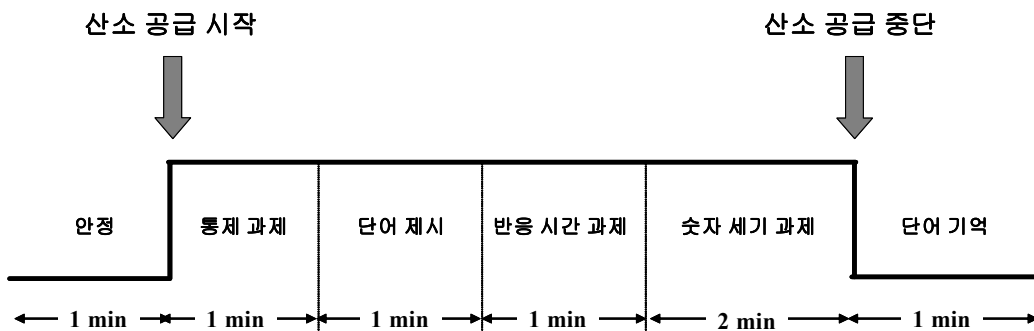 산소 공급 시작
산소 공급 중단
안정
통제 과제
단어 제시
반응 시간 과제
숫자 세기 과제
단어 기억
1 min
1 min
1 min
1 min
2 min
1 min